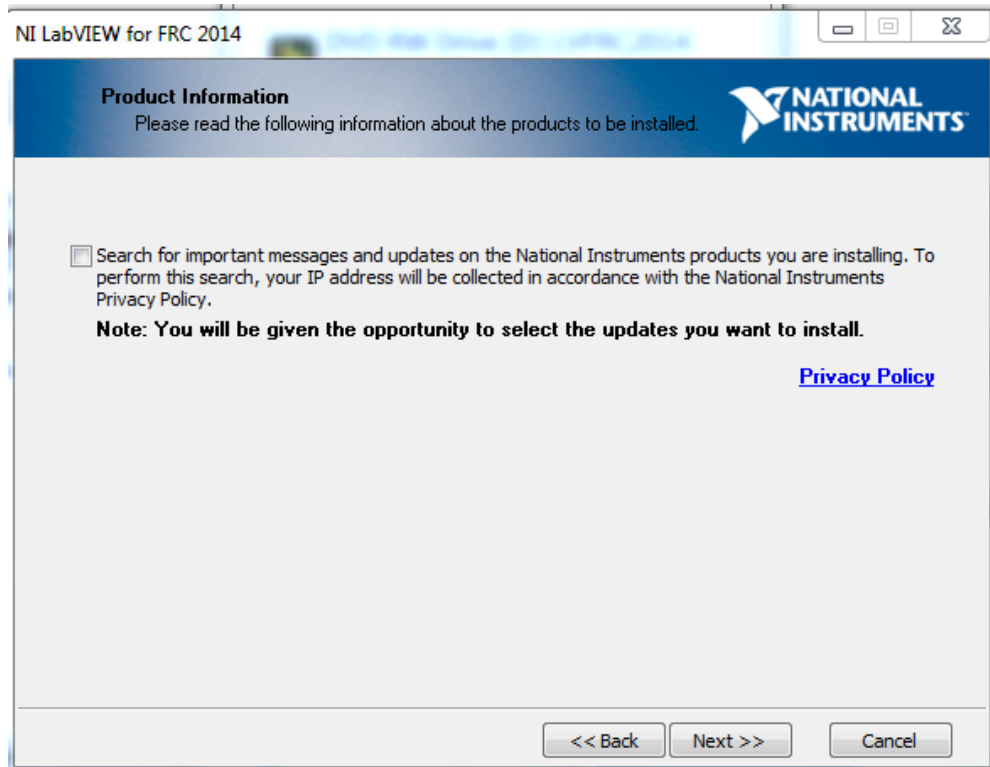 NI LabVIEW for FRC 2014
Product Information
Please read the following information about the products to be installed.
NATIONAL
INSTRUMENTS
Search for important messages and updates on the National Instruments products you are installing. To
perform this search, your IP address will be collected in accordance with the National Instruments
Privacy Policy.
Note: You will be given the opportunity to select the updates you want to install.
Privacy Policy
<< Back
Next >>
Cancel